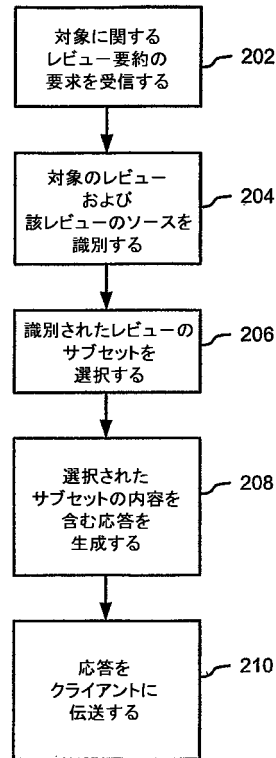 対象に関する
レビュー要約の
要求を受信する
202
対象のレビュー
および
該レビューのソースを
識別する
204
識別されたレビューの
サブセットを
選択する
206
選択された
サブセットの内容を
含む応答を
生成する
208
応答を
クライアントに
伝送する
210